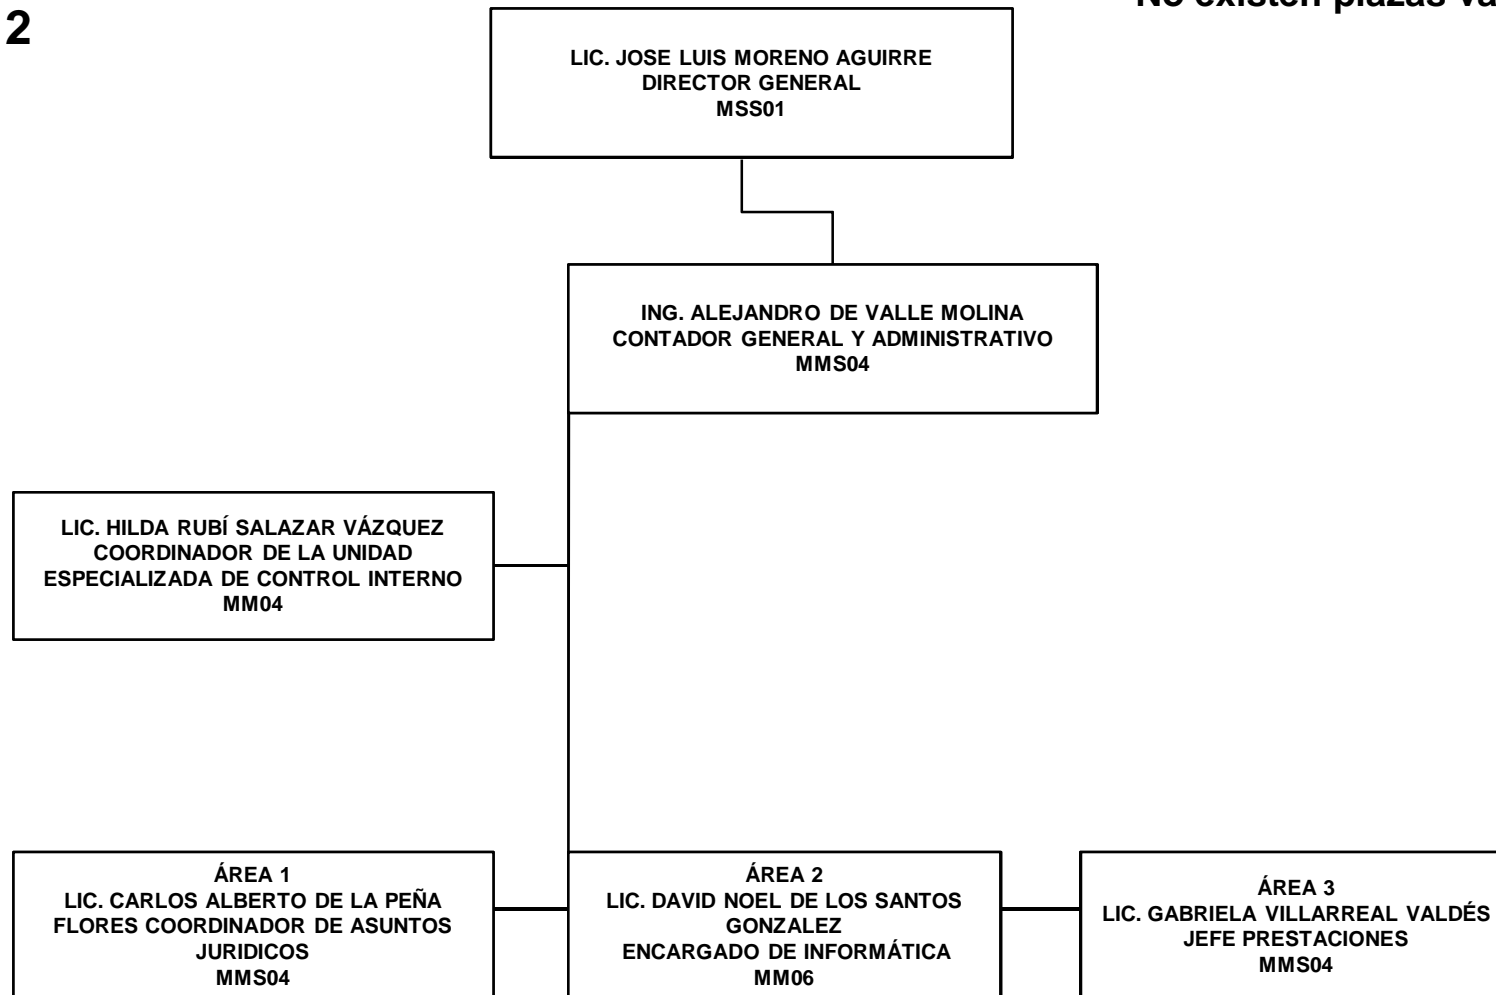 No existen plazas
2
LIC. JOSE LUIS MORENO AGUIRRE
DIRECTOR GENERAL
MSS01
ING. ALEJANDRO DE VALLE MOLINA
CONTADOR GENERAL Y ADMINISTRATIVO
MMS04
LIC. HILDA RUBÍ SALAZAR VÁZQUEZ
COORDINADOR DE LA UNIDAD
ESPECIALIZADA DE CONTROL INTERNO
MM04
ÁREA 1
LIC. CARLOS ALBERTO DE LA PEÑA
FLORES COORDINADOR DE ASUNTOS
JURIDICOS
MMS04
ÁREA 2
LIC. DAVID NOEL DE LOS SANTOS
GONZALEZ
ENCARGADO DE INFORMÁTICA
MM06
ÁREA 3
LIC. GABRIELA VILLARREAL VALDÉS
JEFE PRESTACIONES
MMS04